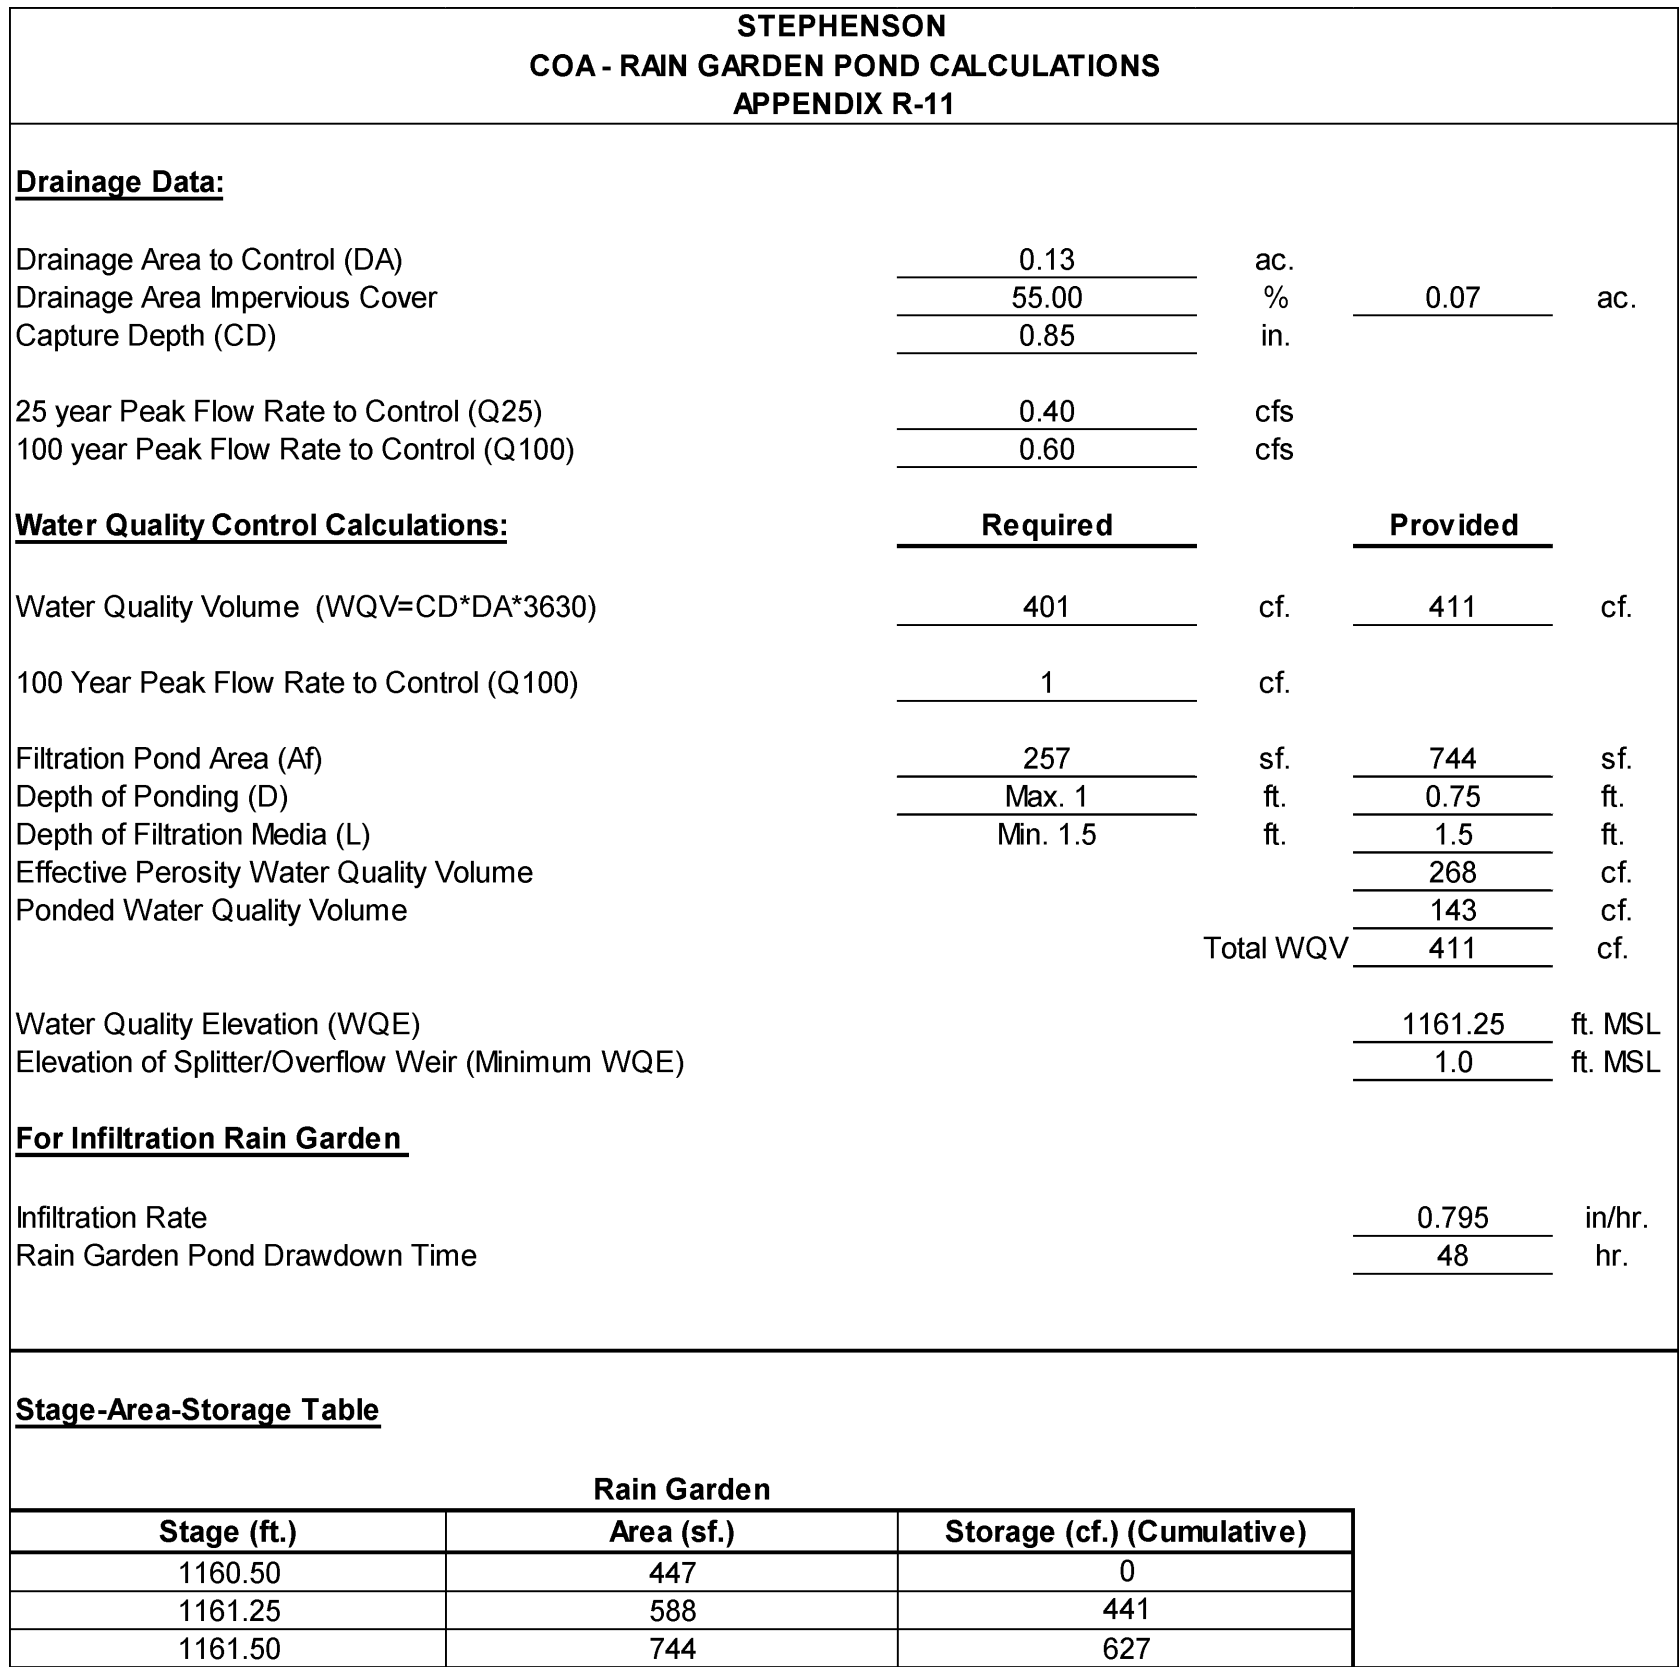 STEPHENSON
COA - RAIN GARDEN POND CALCULATIONS
APPENDIX R-11
Drainage Data:
Drainage Area to Control (DA) 0.13 ac.
Drainage Area Impervious Cover 55.00 % 0.07 ac.
Capture Depth (CD) 0.85 in.
25 year Peak Flow Rate to Control (Q25) 0.40 cfs
100 year Peak Flow Rate to Control (Q100) 0.60 cfs
Water Quality Control Calculations: Required Provided
Water Quality Volume (WQV=CD*DA*3630) 401 cf. 411 cf.
100 Year Peak Flow Rate to Control (Q100) 1 cf.
Filtration Pond Area (Af) 257 sf. 744 sf.
Depth of Ponding (D) Max. 1 ft. 0.75 ft.
Depth of Filtration Media (L) Min. 1.5 ft. 1.5 ft.
Effective Perosity Water Quality Volume 268 cf.
Ponded Water Quality Volume 143 cf.
Total WQV 411 cf.
Water Quality Elevation (WQE) 1161.25 ft. MSL
Elevation of Splitter/Overflow Weir (Minimum WQE) 1.0 ft. MSL
For Infiltration Rain Garden
Infiltration Rate 0.795 in/hr.
Rain Garden Pond Drawdown Time 48 hr.
Stage-Area-Storage Table
Rain Garden
Stage (ft.) Area (sf.) Storage (cf.) (Cumulative)
1160.50 447 0
1161.25 588 441
1161.50 744 627